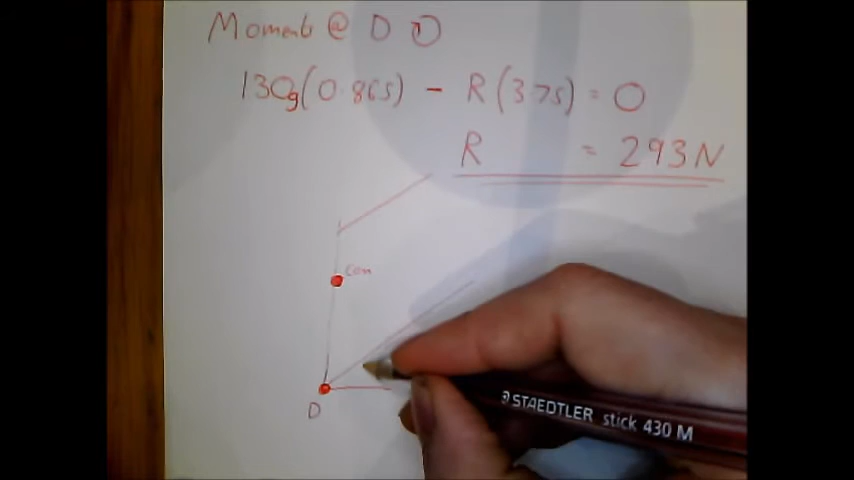 Moments @ D
130g(0.865) - R(3.75) = 0
R = 293N
com
D
STAEDTLER stick 430 M